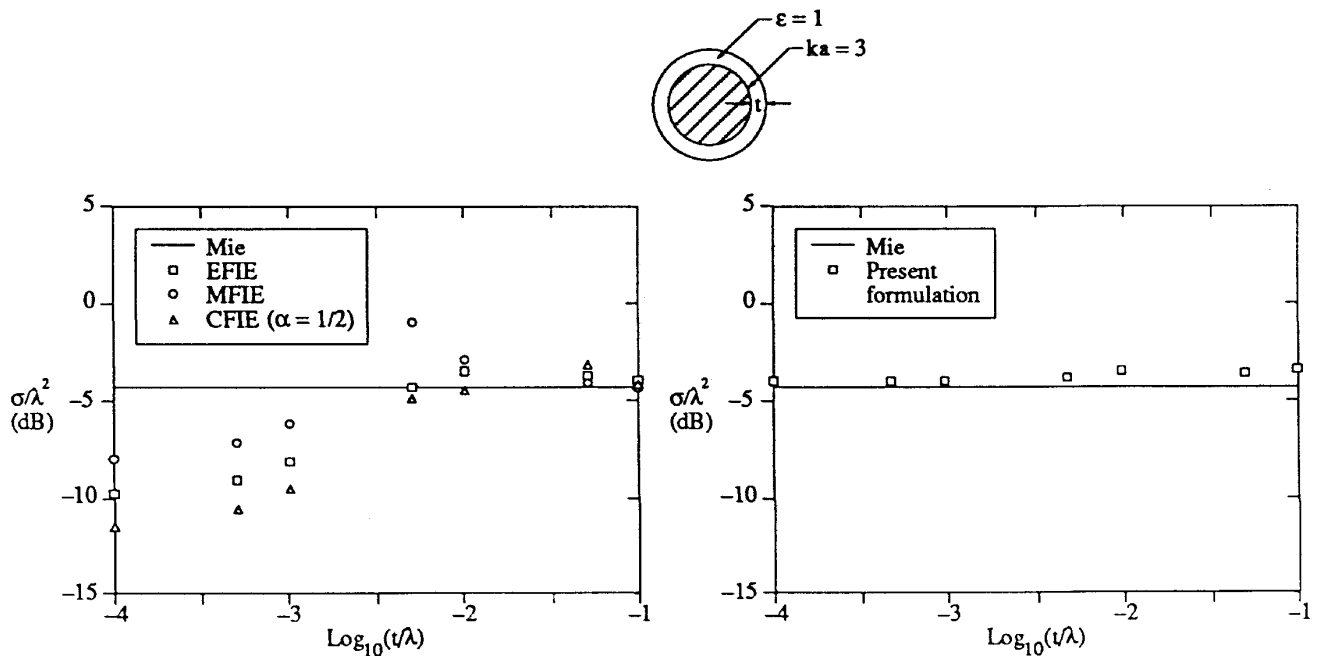 ε = 1
ka = 3
t
5
0
−5
−10
−15
σ/λ²
(dB)
Mie
EFIE
MFIE
CFIE (α = 1/2)
−4
−3
−2
−1
Log₁₀(t/λ)
5
0
−5
−10
−15
σ/λ²
(dB)
Mie
Present
formulation
−4
−3
−2
−1
Log₁₀(t/λ)